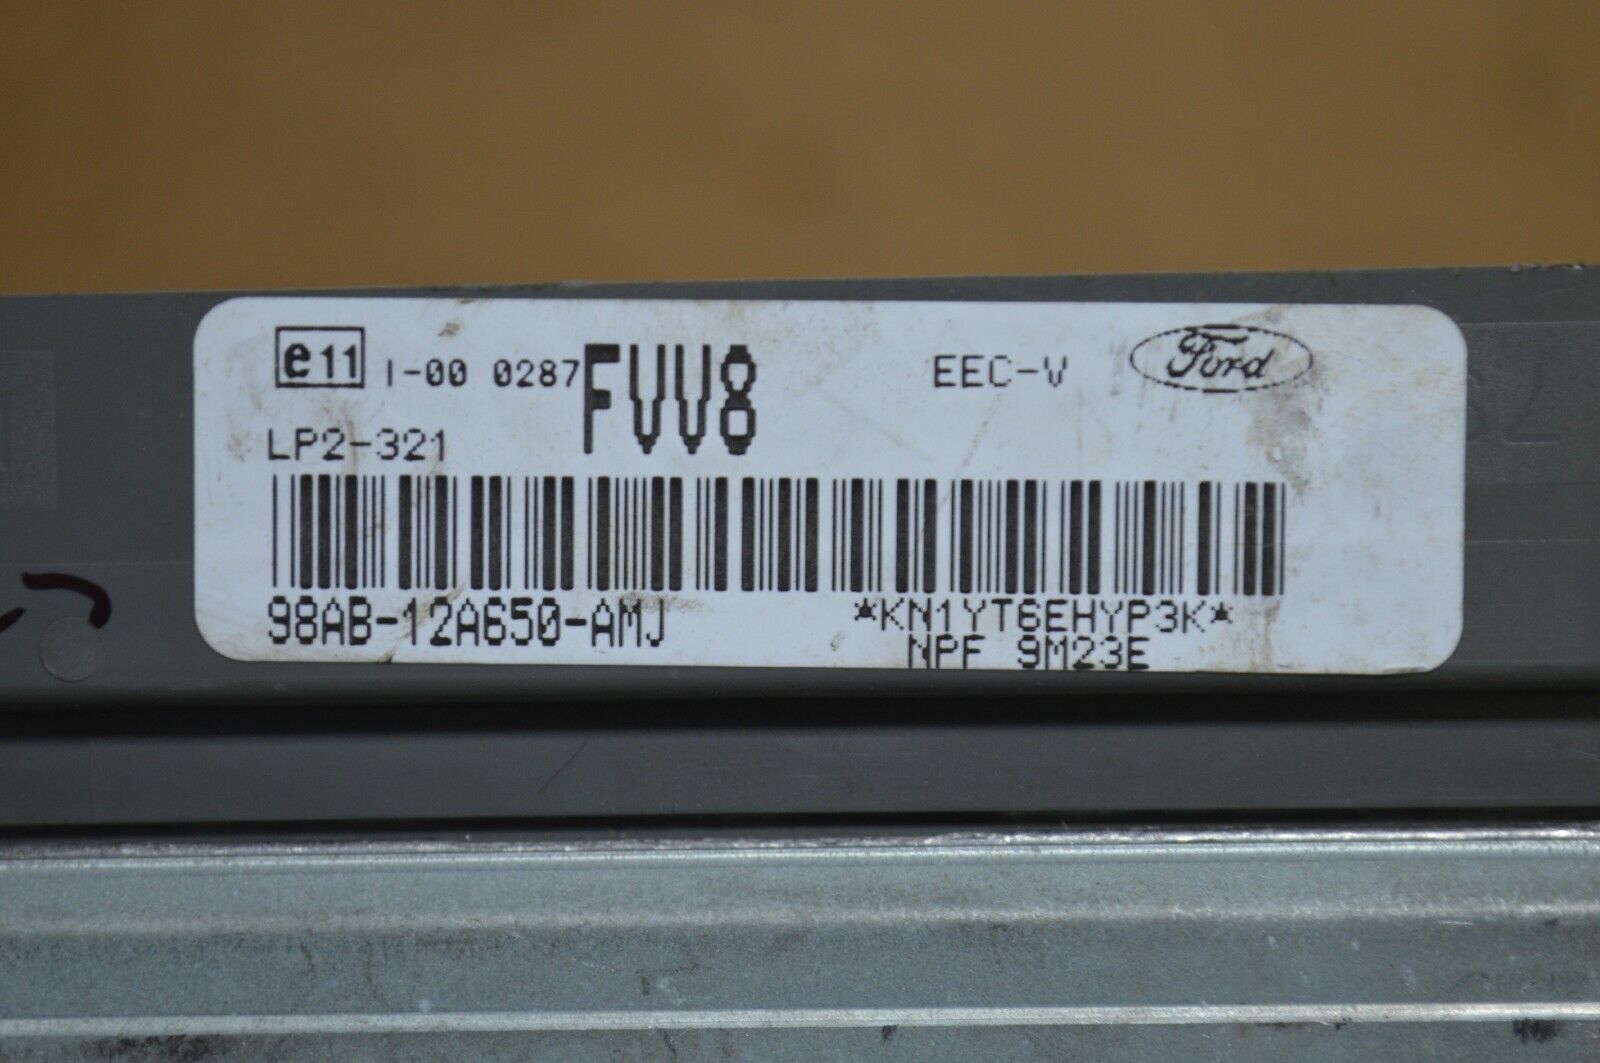 e11 I-00 0287 FVV8 EEC-V Ford
LP2-321
98AB-12A650-AMJ *KN1YT6EHYP3K*
NPF 9M23E